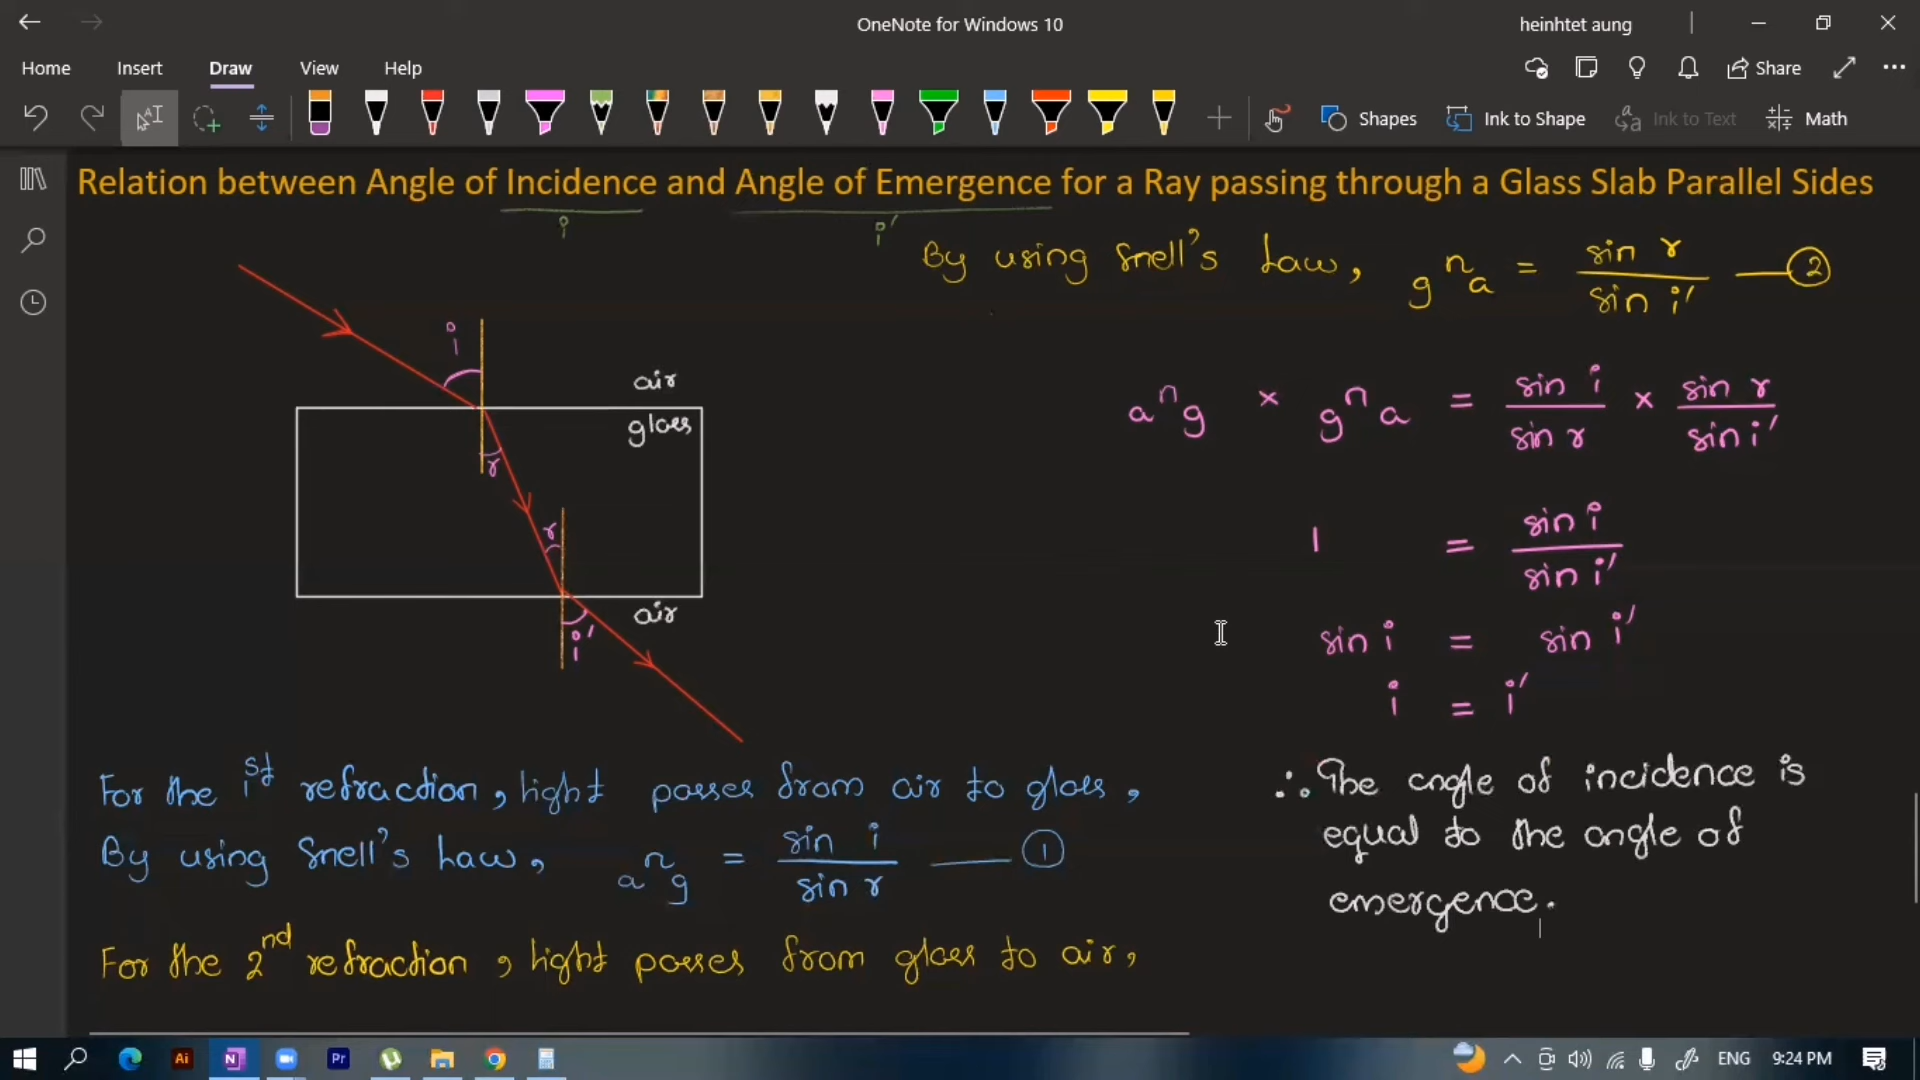 OneNote for Windows 10
heinhtet aung
Home Insert Draw View Help
Share
Shapes Ink to Shape Ink to Text Math
Relation between Angle of Incidence and Angle of Emergence for a Ray passing through a Glass Slab Parallel Sides
i i'
By using Snell's Law, gna = sin r / sin i' — ②
i
air
glass
r
r
air
i'
ang × gna = sin i / sin r × sin r / sin i'
1 = sin i / sin i'
sin i = sin i'
i = i'
For the 1st refraction, light passes from air to glass,
By using Snell's Law, ang = sin i / sin r — ①
For the 2nd refraction, light passes from glass to air,
∴ The angle of incidence is
equal to the angle of
emergence.
Ai N Pr ENG 9:24 PM